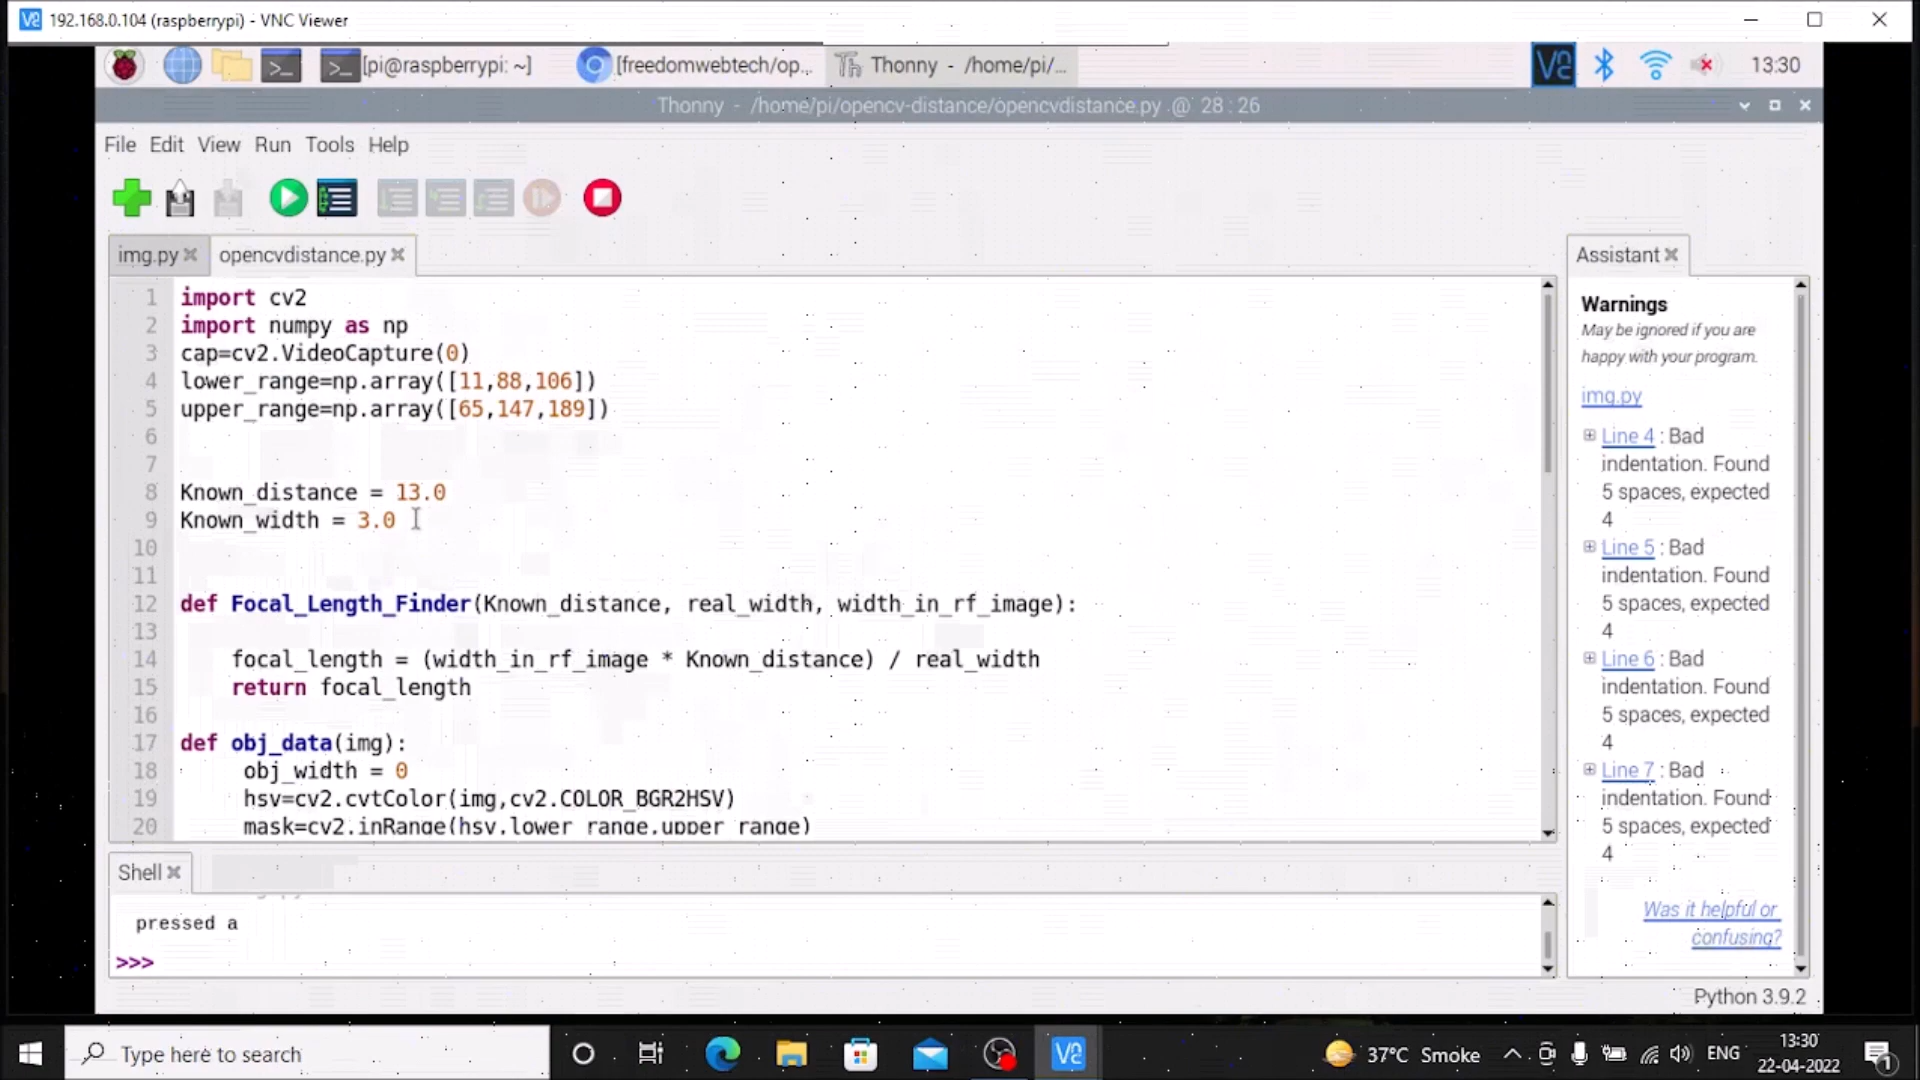 192.168.0.104 (raspberrypi) - VNC Viewer
[pi@raspberrypi: ~]
[freedomwebtech/op...
Thonny - /home/pi/...
13:30
Thonny - /home/pi/opencv-distance/opencvdistance.py @ 28 : 26
File Edit View Run Tools Help
img.py
opencvdistance.py
1 import cv2
2 import numpy as np
3 cap=cv2.VideoCapture(0)
4 lower_range=np.array([11,88,106])
5 upper_range=np.array([65,147,189])
6
7
8 Known_distance = 13.0
9 Known_width = 3.0
10
11
12 def Focal_Length_Finder(Known_distance, real_width, width_in_rf_image):
13
14 focal_length = (width_in_rf_image * Known_distance) / real_width
15 return focal_length
16
17 def obj_data(img):
18 obj_width = 0
19 hsv=cv2.cvtColor(img,cv2.COLOR_BGR2HSV)
20 mask=cv2.inRange(hsv,lower_range,upper_range)
Shell
pressed a
>>>
Assistant
Warnings
May be ignored if you are
happy with your program.
img.py
Line 4 : Bad
indentation. Found
5 spaces, expected
4
Line 5 : Bad
indentation. Found
5 spaces, expected
4
Line 6 : Bad
indentation. Found
5 spaces, expected
4
Line 7 : Bad
indentation. Found
5 spaces, expected
4
Was it helpful or
confusing?
Python 3.9.2
Type here to search
37°C Smoke
ENG
13:30
22-04-2022
1